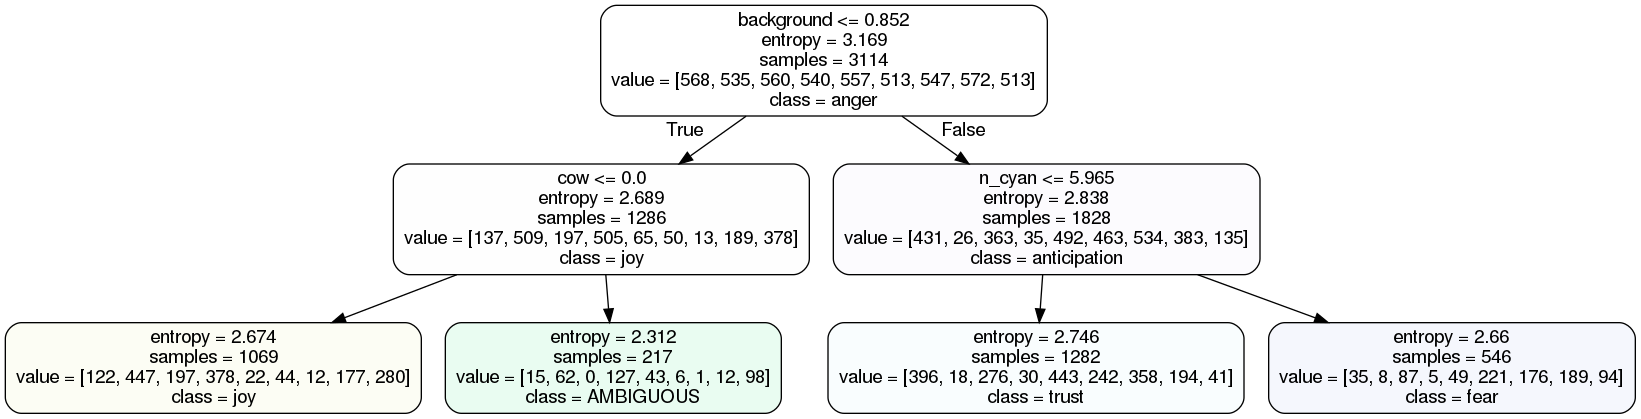 background <= 0.852
entropy = 3.169
samples = 3114
value = [568, 535, 560, 540, 557, 513, 547, 572, 513]
class = anger
True
False
cow <= 0.0
entropy = 2.689
samples = 1286
value = [137, 509, 197, 505, 65, 50, 13, 189, 378]
class = joy
n_cyan <= 5.965
entropy = 2.838
samples = 1828
value = [431, 26, 363, 35, 492, 463, 534, 383, 135]
class = anticipation
entropy = 2.674
samples = 1069
value = [122, 447, 197, 378, 22, 44, 12, 177, 280]
class = joy
entropy = 2.312
samples = 217
value = [15, 62, 0, 127, 43, 6, 1, 12, 98]
class = AMBIGUOUS
entropy = 2.746
samples = 1282
value = [396, 18, 276, 30, 443, 242, 358, 194, 41]
class = trust
entropy = 2.66
samples = 546
value = [35, 8, 87, 5, 49, 221, 176, 189, 94]
class = fear